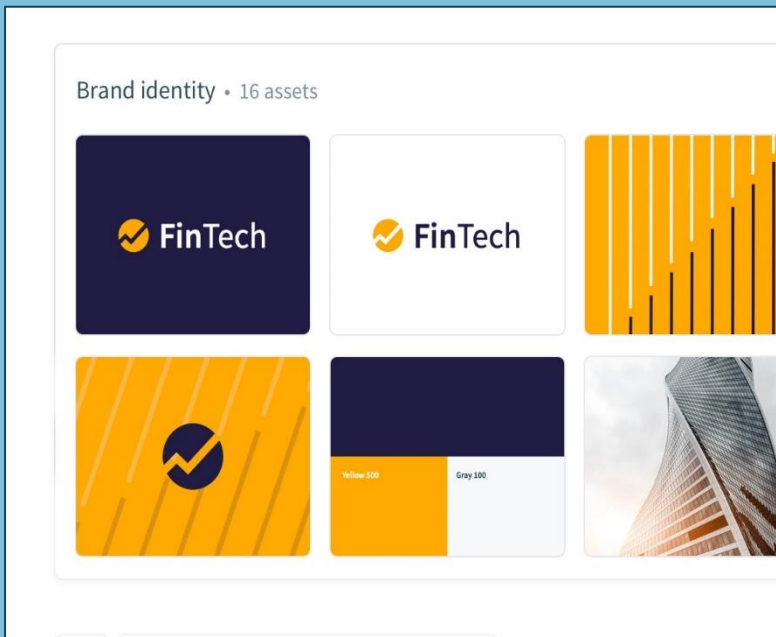 Brand identity • 16 assets
FinTech
FinTech
Yellow 500
Gray 100